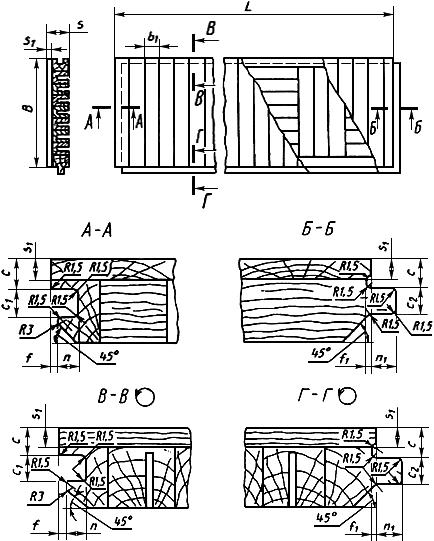 L
s
s₁
b₁
В
В
А А
В
Б Б
Г
Г
А-А
Б-Б
s₁
c
R1,5 R1,5
c₁
R1,5 R1,5
R3
f n 45°
s₁
R1,5
c
R1,5
R1,5
c₂
R1,5
R1,5
45° f₁ n₁
В-В
Г-Г
s₁
c
R1,5 R1,5
c₁
R1,5
R1,5
R3
f n 45°
s₁
R1,5
c
R1,5
R1,5
c₂
45° f₁ n₁